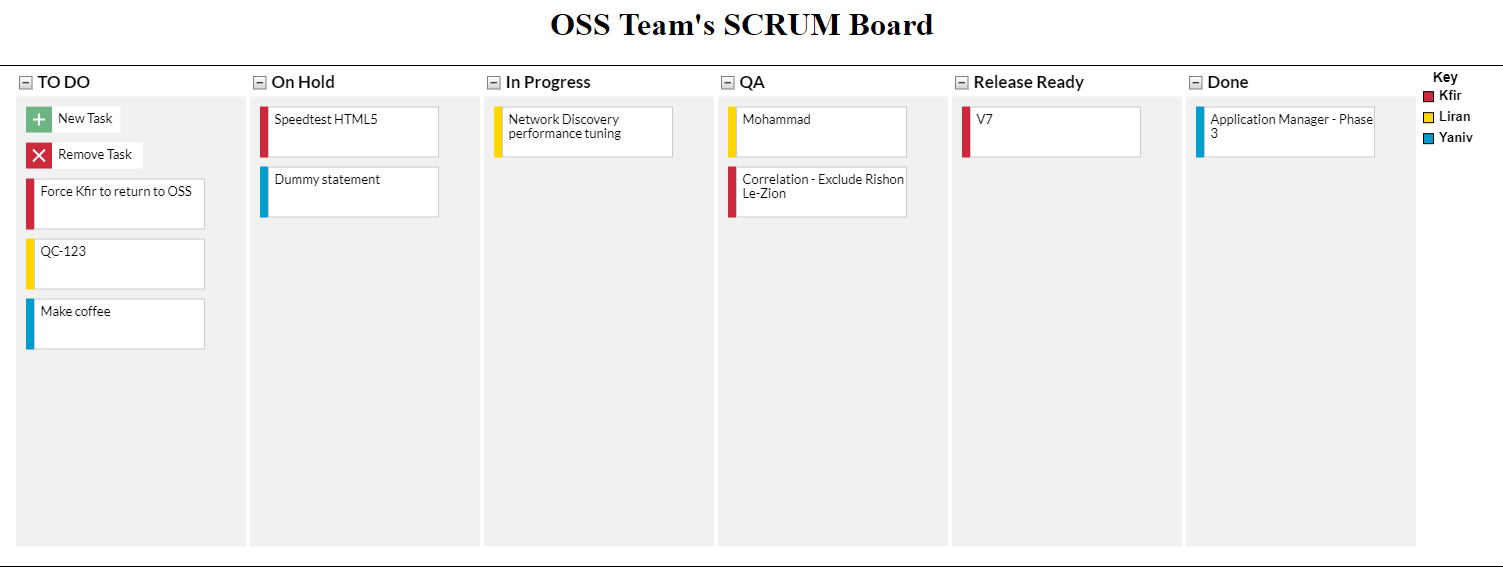 OSS Team's SCRUM Board
TO DO
New Task
Remove Task
Force Kfir to return to OSS
QC-123
Make coffee
On Hold
Speedtest HTML5
Dummy statement
In Progress
Network Discovery
performance tuning
QA
Mohammad
Correlation - Exclude Rishon
Le-Zion
Release Ready
V7
Done
Application Manager - Phase
3
Key
Kfir
Liran
Yaniv